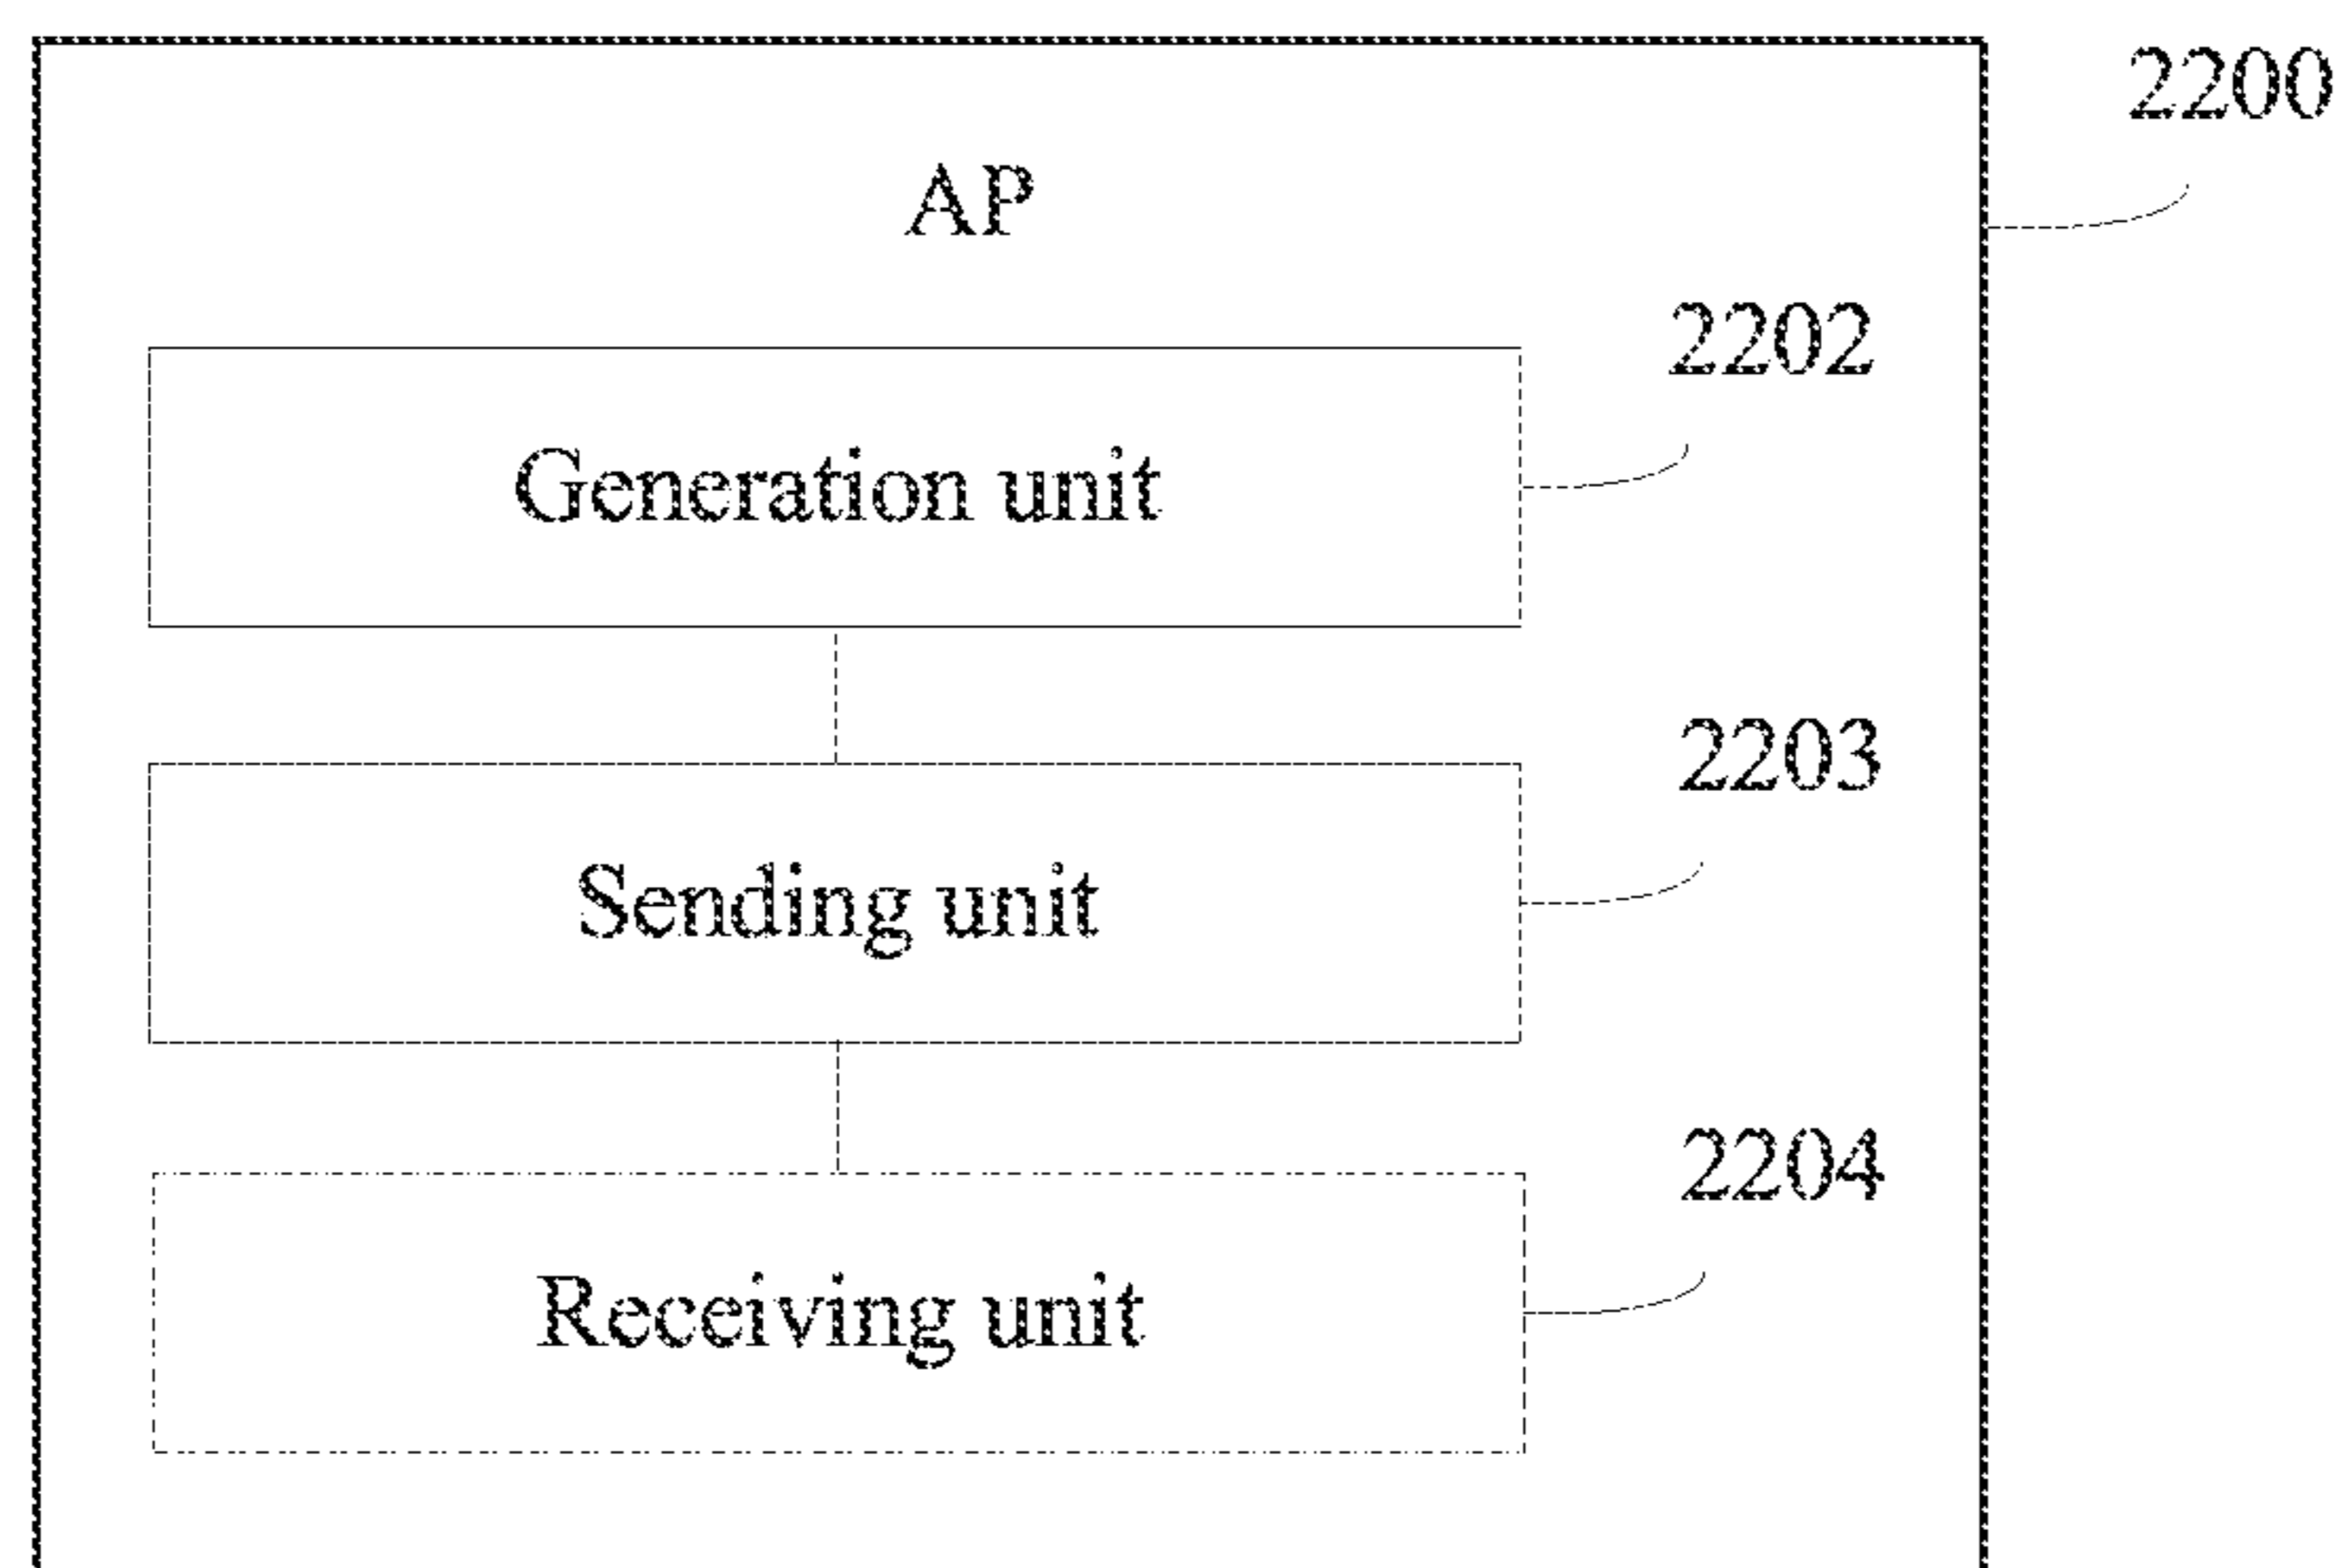 2200
AP
2202
Generation unit
2203
Sending unit
2204
Receiving unit